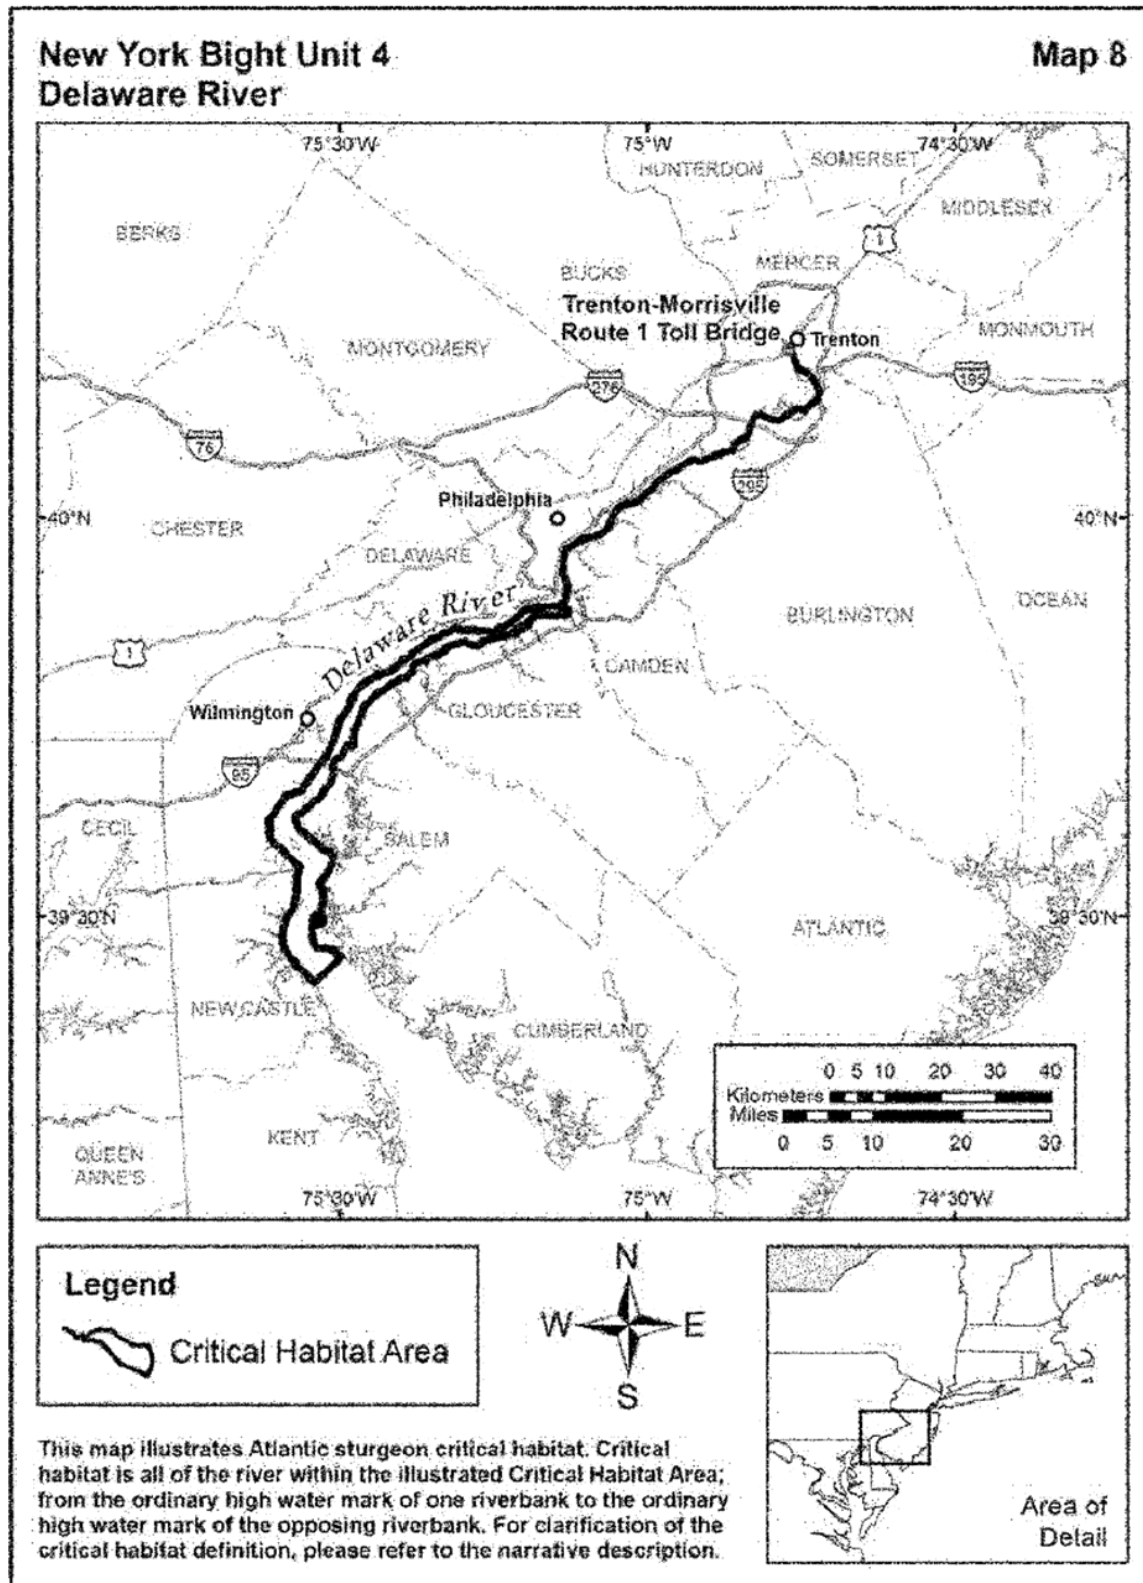 New York Bight Unit 4
Map 8
Delaware River
75°30'W
75°W
74°30'W
HUNTERDON
SOMERSET
MIDDLESEX
BERKS
1
BUCKS
MERCER
Trenton-Morrisville
Route 1 Toll Bridge
Trenton
MONMOUTH
MONTGOMERY
276
195
76
295
Philadelphia
40°N
40°N
CHESTER
DELAWARE
Delaware River
OCEAN
BURLINGTON
1
CAMDEN
Wilmington
GLOUCESTER
95
CECIL
SALEM
39°30'N
39°30'N
ATLANTIC
NEW CASTLE
CUMBERLAND
KENT
QUEEN
ANNE'S
0 5 10 20 30 40
Kilometers
Miles
0 5 10 20 30
75°30'W
75°W
74°30'W
Legend
Critical Habitat Area
N
W
E
S
This map illustrates Atlantic sturgeon critical habitat. Critical
habitat is all of the river within the illustrated Critical Habitat Area;
from the ordinary high water mark of one riverbank to the ordinary
high water mark of the opposing riverbank. For clarification of the
critical habitat definition, please refer to the narrative description.
Area of
Detail